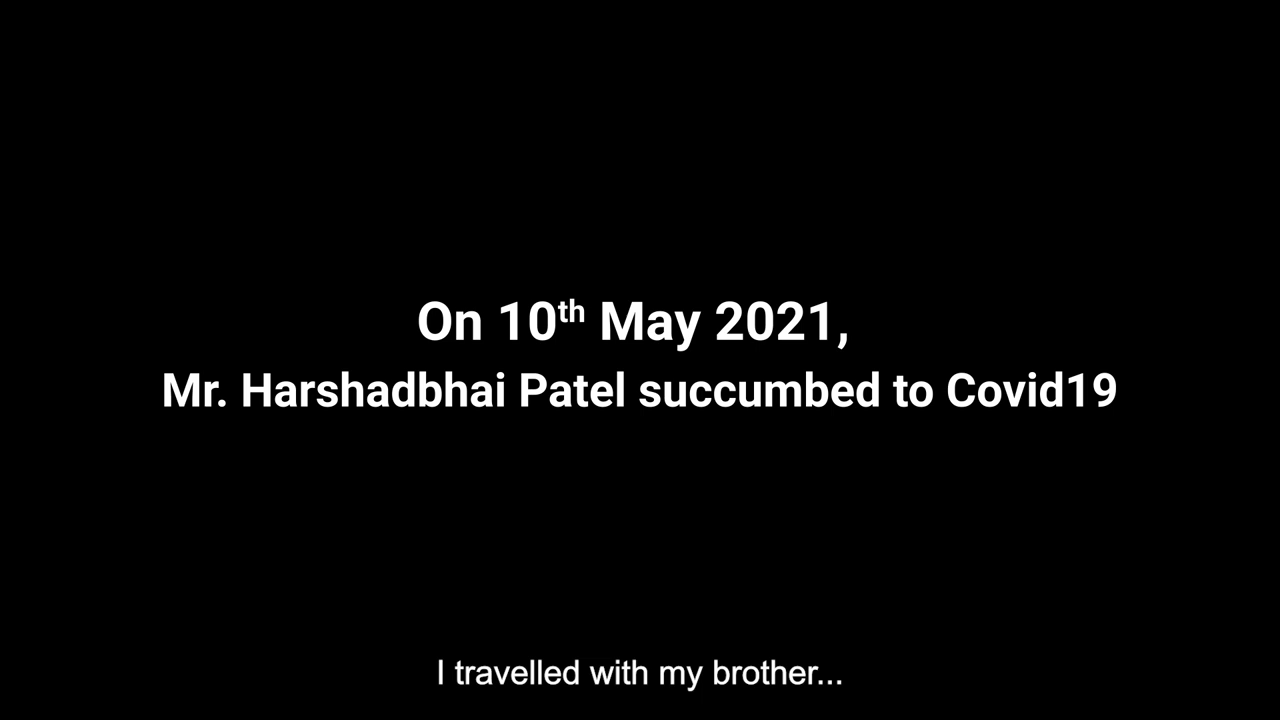 On 10th May 2021,
Mr. Harshadbhai Patel succumbed to Covid19
I travelled with my brother...